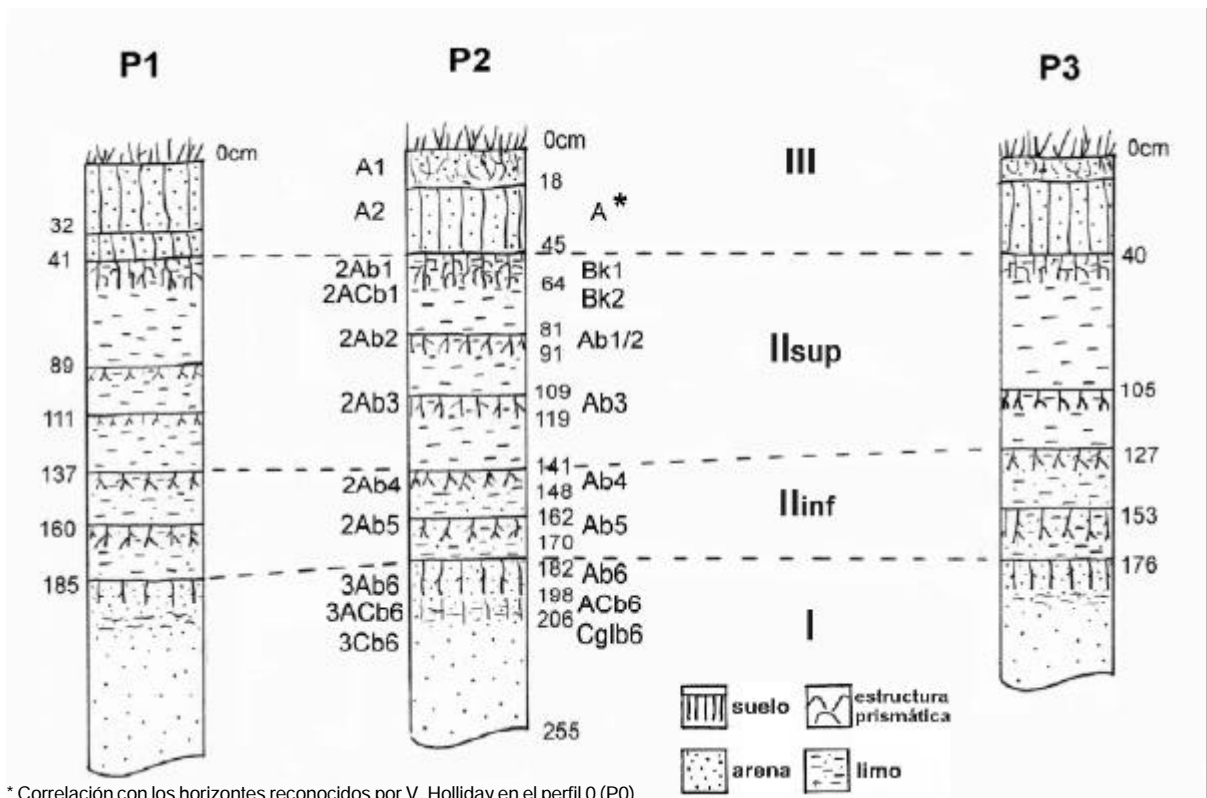 P1 P2 P3
0cm
0cm
0cm
A1
18
III
A2
A*
32
45
41
40
2Ab1
Bk1
64
2ACb1
Bk2
81
2Ab2
91
Ab1/2
IIsup
89
109
105
2Ab3
119
Ab3
111
141
127
137
2Ab4
148
Ab4
IIinf
162
153
160
2Ab5
170
Ab5
182
176
185
3Ab6
Ab6
198
3ACb6
ACb6
206
I
3Cb6
Cglb6
255
suelo
estructura
prismática
arena
limo
* Correlación con los horizontes reconocidos por V. Holliday en el perfil 0 (P0)